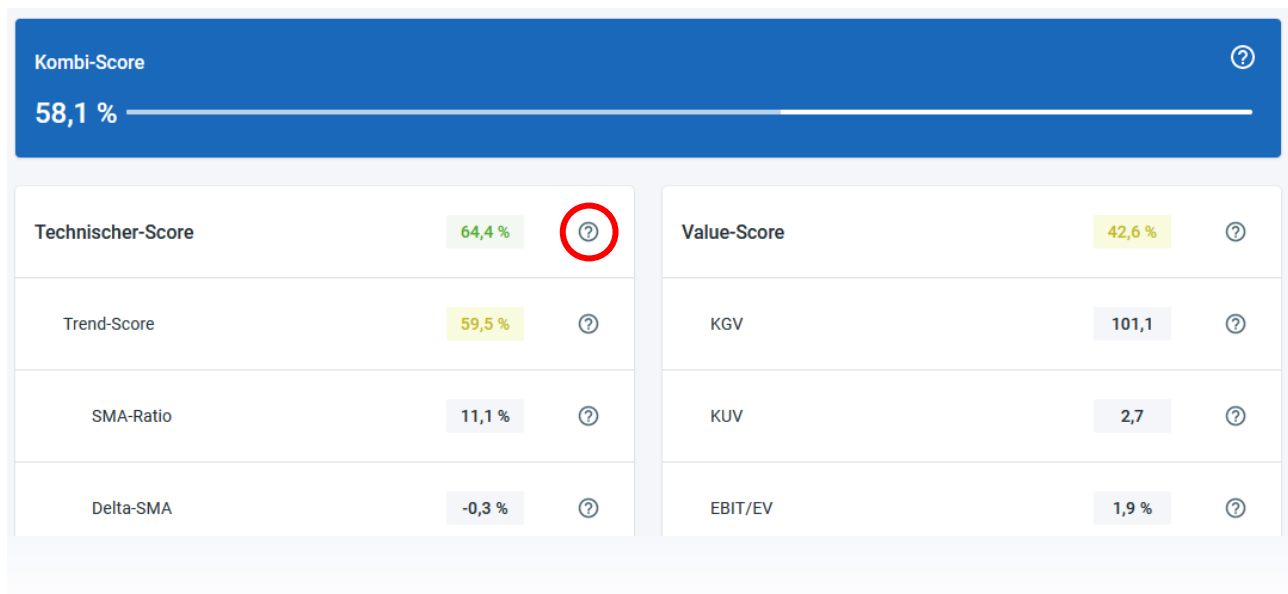 Kombi-Score
58,1 %
Technischer-Score 64,4 %
Trend-Score 59,5 %
SMA-Ratio 11,1 %
Delta-SMA -0,3 %
Value-Score 42,6 %
KGV 101,1
KUV 2,7
EBIT/EV 1,9 %